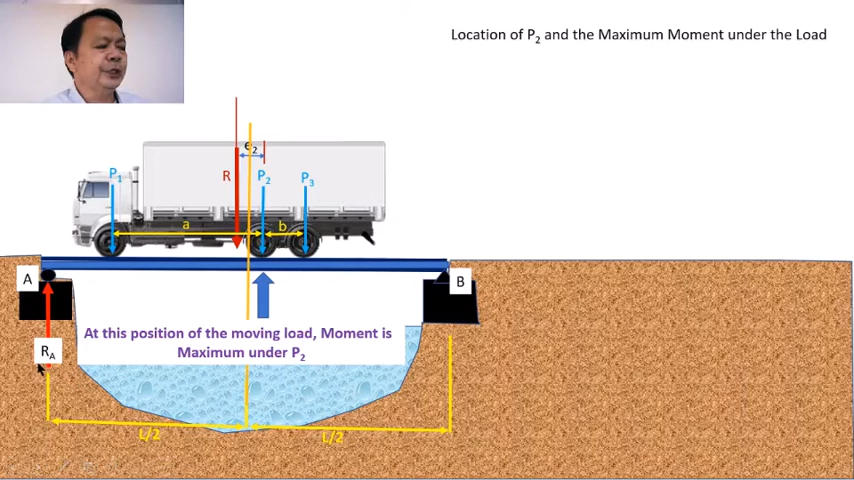 Location of P₂ and the Maximum Moment under the Load
e₂
P₁
R
P₂
P₃
a
b
A
B
At this position of the moving load, Moment is
Maximum under P₂
R_A
L/2
L/2